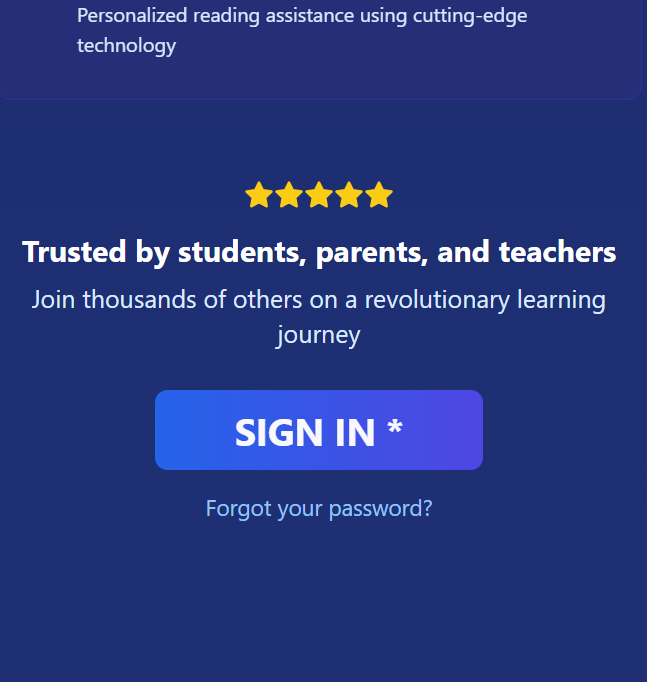 Personalized reading assistance using cutting-edge
technology
Trusted by students, parents, and teachers
Join thousands of others on a revolutionary learning
journey
SIGN IN *
Forgot your password?